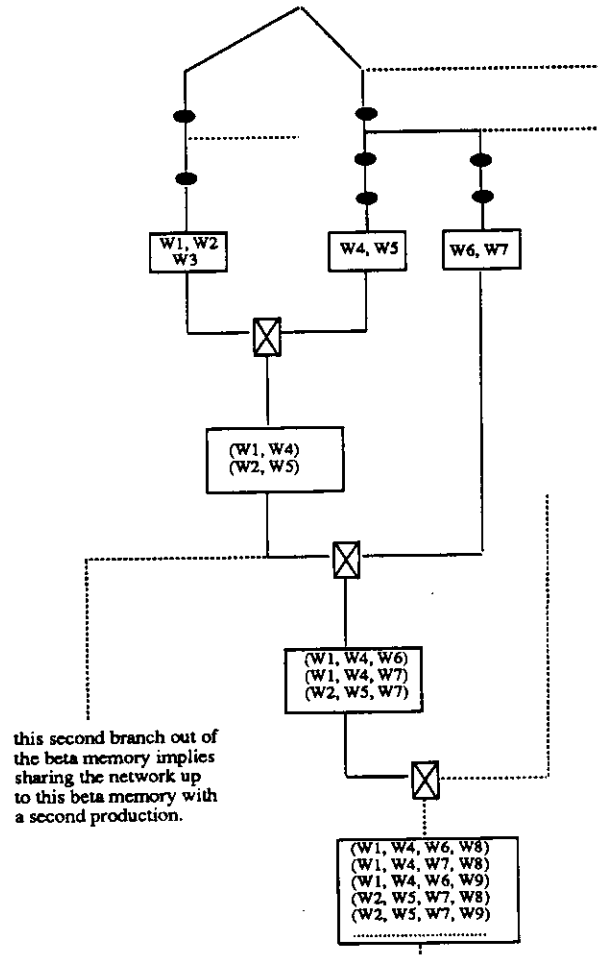 W1, W2
W3
W4, W5
W6, W7
(W1, W4)
(W2, W5)
(W1, W4, W6)
(W1, W4, W7)
(W2, W5, W7)
this second branch out of
the beta memory implies
sharing the network up
to this beta memory with
a second production.
(W1, W4, W6, W8)
(W1, W4, W7, W8)
(W1, W4, W6, W9)
(W2, W5, W7, W8)
(W2, W5, W7, W9)